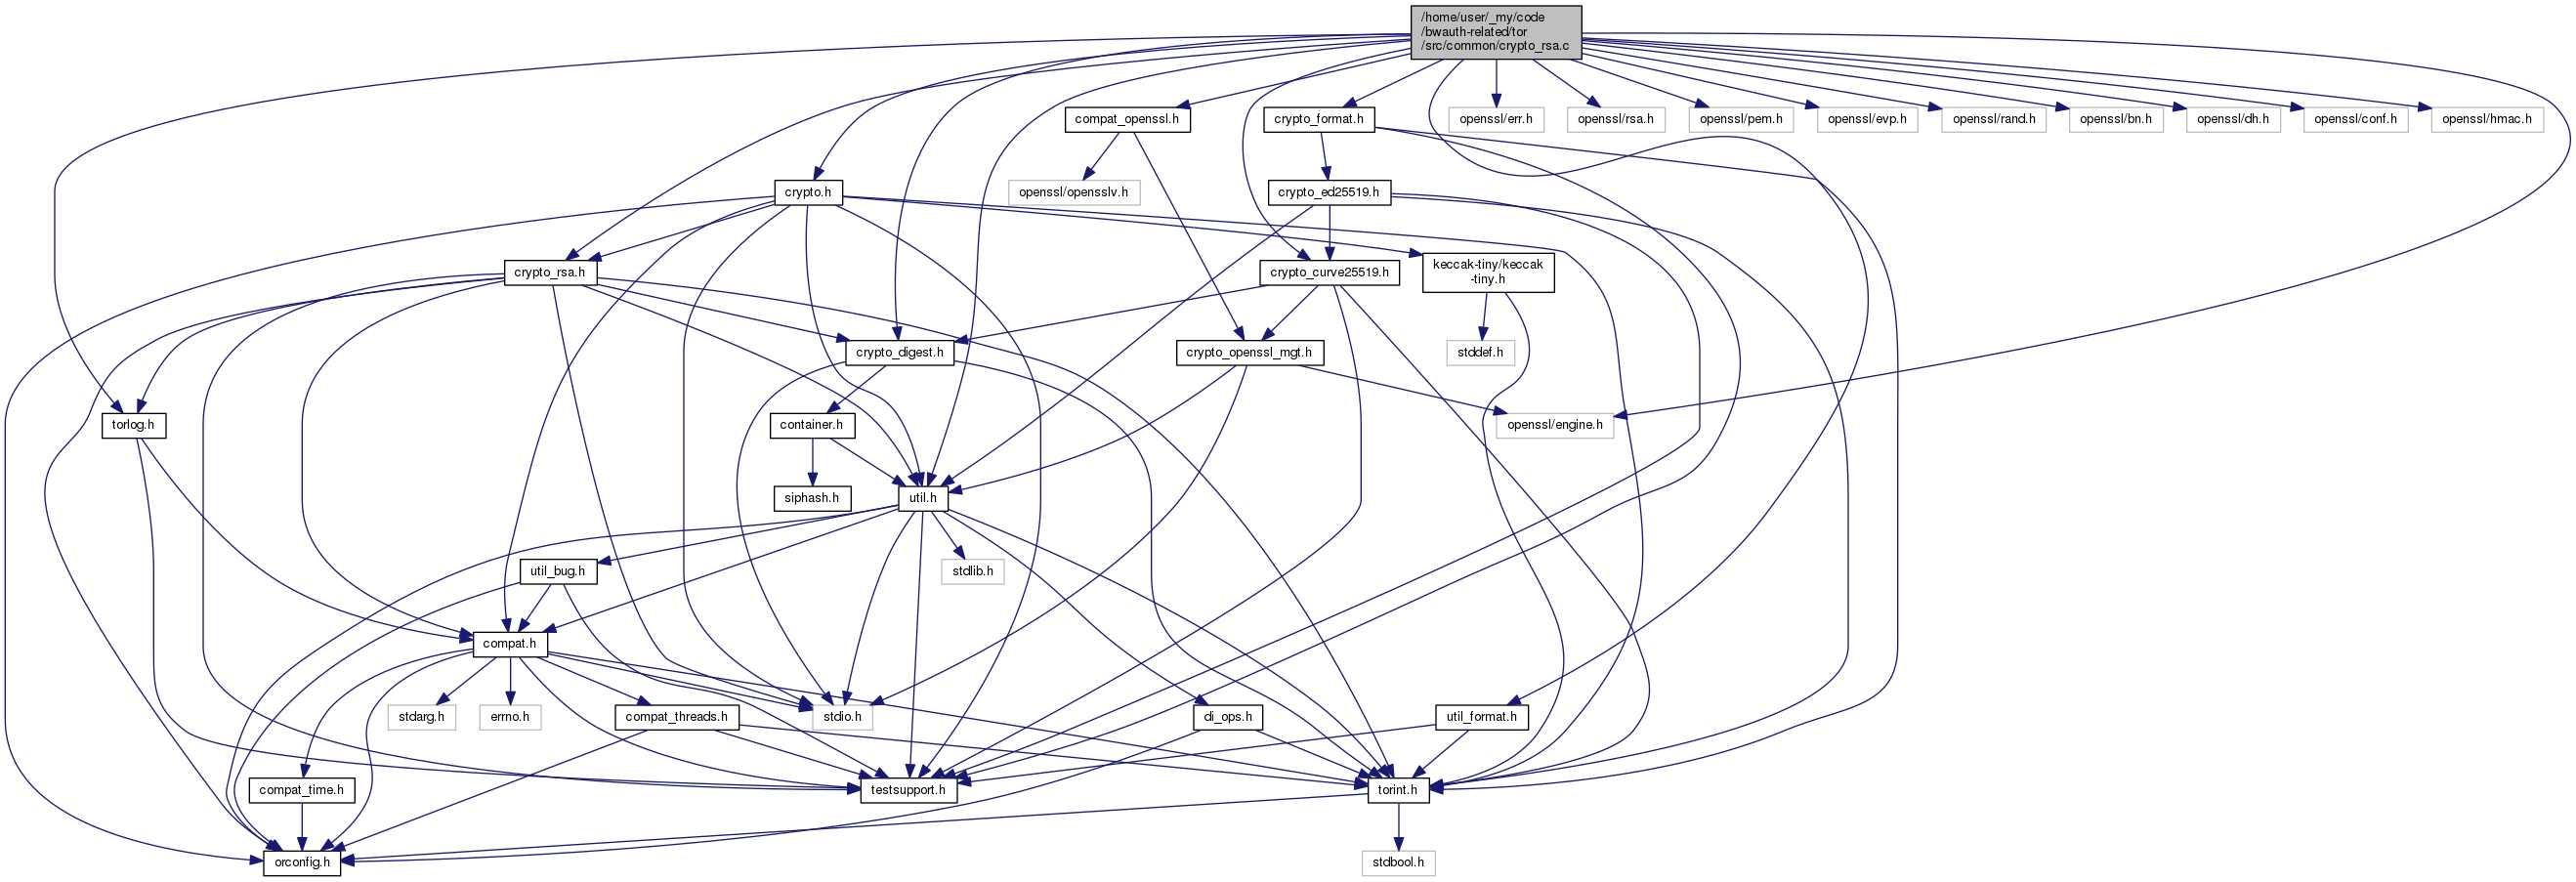 /home/user/_my/code
/bwauth-related/tor
/src/common/crypto_rsa.c
compat_openssl.h
crypto_format.h
openssl/err.h
openssl/rsa.h
openssl/pem.h
openssl/evp.h
openssl/rand.h
openssl/bn.h
openssl/dh.h
openssl/conf.h
openssl/hmac.h
crypto.h
openssl/opensslv.h
crypto_ed25519.h
crypto_rsa.h
crypto_curve25519.h
keccak-tiny/keccak
-tiny.h
crypto_digest.h
crypto_openssl_mgt.h
stddef.h
torlog.h
container.h
openssl/engine.h
siphash.h
util.h
util_bug.h
stdlib.h
compat.h
stdarg.h
errno.h
compat_threads.h
stdio.h
di_ops.h
util_format.h
compat_time.h
testsupport.h
torint.h
orconfig.h
stdbool.h